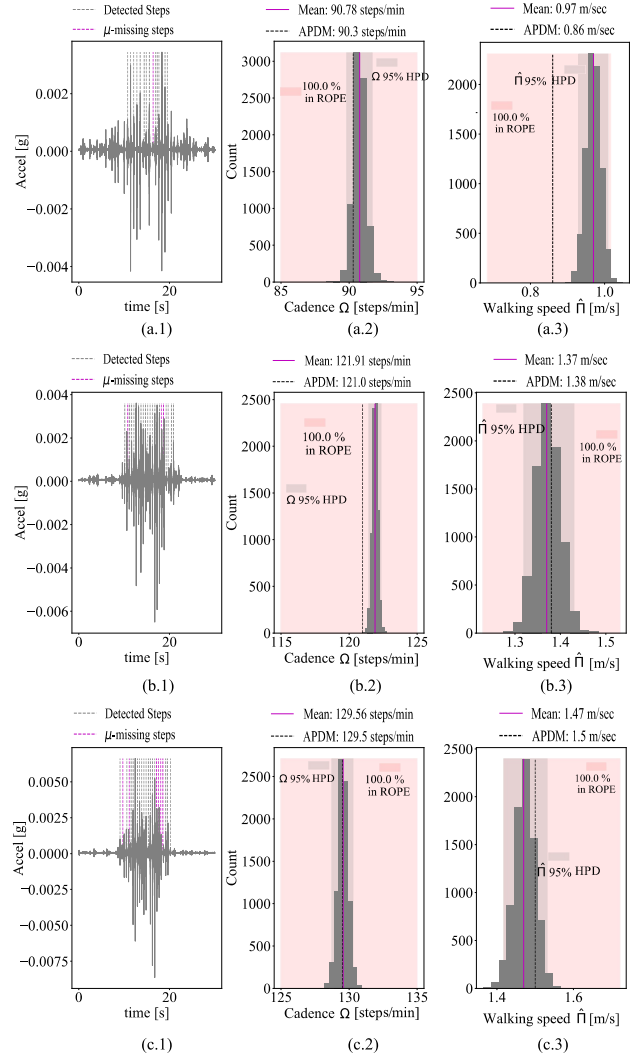 Detected Steps
μ-missing steps
Accel [g]
0.002
0.000
−0.002
−0.004
0
20
time [s]
(a.1)
Mean: 90.78 steps/min
APDM: 90.3 steps/min
Count
3000
2500
2000
1500
1000
500
0
Ω 95% HPD
100.0 %
in ROPE
85
90
95
Cadence Ω [steps/min]
(a.2)
Mean: 0.97 m/sec
APDM: 0.86 m/sec
2000
1500
1000
500
0
Π̂ 95% HPD
100.0 %
in ROPE
0.8
1.0
Walking speed Π̂ [m/s]
(a.3)
Detected Steps
μ-missing steps
Accel [g]
0.004
0.002
0.000
−0.002
−0.004
−0.006
0
20
time [s]
(b.1)
Mean: 121.91 steps/min
APDM: 121.0 steps/min
Count
2500
2000
1500
1000
500
0
100.0 %
in ROPE
Ω 95% HPD
115
120
125
Cadence Ω [steps/min]
(b.2)
Mean: 1.37 m/sec
APDM: 1.38 m/sec
2500
2000
1500
1000
500
0
Π̂ 95% HPD
100.0 %
in ROPE
1.3
1.4
1.5
Walking speed Π̂ [m/s]
(b.3)
Detected Steps
μ-missing steps
Accel [g]
0.0050
0.0025
0.0000
−0.0025
−0.0050
−0.0075
0
20
time [s]
(c.1)
Mean: 129.56 steps/min
APDM: 129.5 steps/min
Count
2500
2000
1500
1000
500
0
Ω 95% HPD
100.0 %
in ROPE
125
130
135
Cadence Ω [steps/min]
(c.2)
Mean: 1.47 m/sec
APDM: 1.5 m/sec
2500
2000
1500
1000
500
0
100.0 %
in ROPE
Π̂ 95% HPD
1.4
1.6
Walking speed Π̂ [m/s]
(c.3)